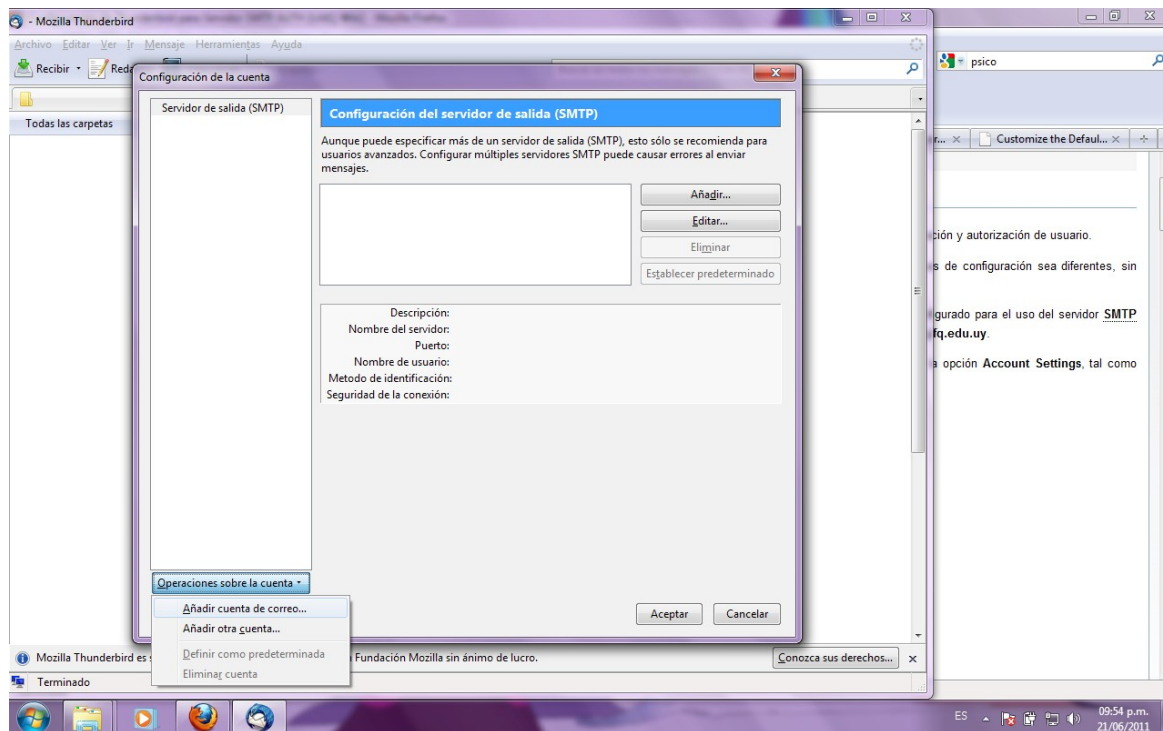 - Mozilla Thunderbird
Archivo Editar Ver Ir Mensaje Herramientas Ayuda
Recibir
psico
Configuración de la cuenta
Todas las carpetas
Servidor de salida (SMTP)
Configuración del servidor de salida (SMTP)
Aunque puede especificar más de un servidor de salida (SMTP), esto sólo se recomienda para
usuarios avanzados. Configurar múltiples servidores SMTP puede causar errores al enviar
mensajes.
Añadir...
Editar...
Eliminar
Establecer predeterminado
Descripción:
Nombre del servidor:
Puerto:
Nombre de usuario:
Metodo de identificación:
Seguridad de la conexión:
Customize the Defaul...
ción y autorización de usuario.
s de configuración sea diferentes, sin
gurado para el uso del servidor SMTP
fq.edu.uy.
a opción Account Settings, tal como
Operaciones sobre la cuenta
Añadir cuenta de correo...
Añadir otra cuenta...
Definir como predeterminada
Eliminar cuenta
Aceptar Cancelar
Mozilla Thunderbird es Fundación Mozilla sin ánimo de lucro. Conozca sus derechos...
Terminado
ES
09:54 p.m.
21/06/2011